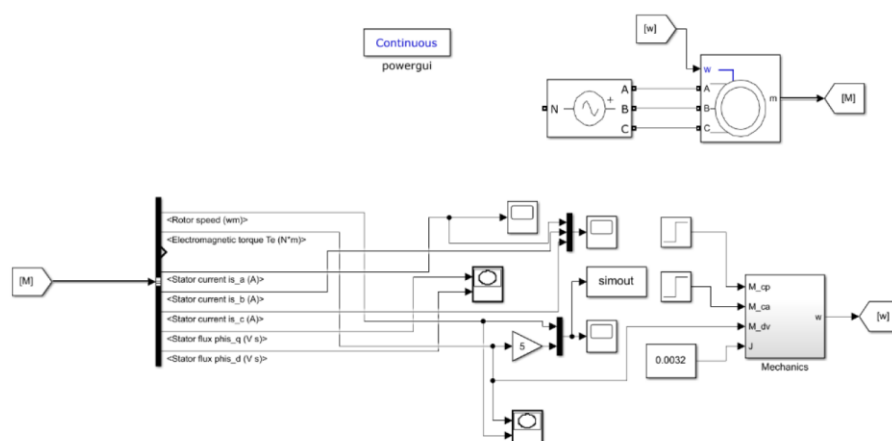 Continuous
powergui
[w]
w
A
B
C
m
[M]
N
+
A
B
C
<Rotor speed (wm)>
<Electromagnetic torque Te (N*m)>
<Stator current is_a (A)>
<Stator current is_b (A)>
<Stator current is_c (A)>
<Stator flux phis_q (V s)>
<Stator flux phis_d (V s)>
[M]
simout
5
0.0032
M_cp
M_ca
M_dv
J
w
Mechanics
[w]